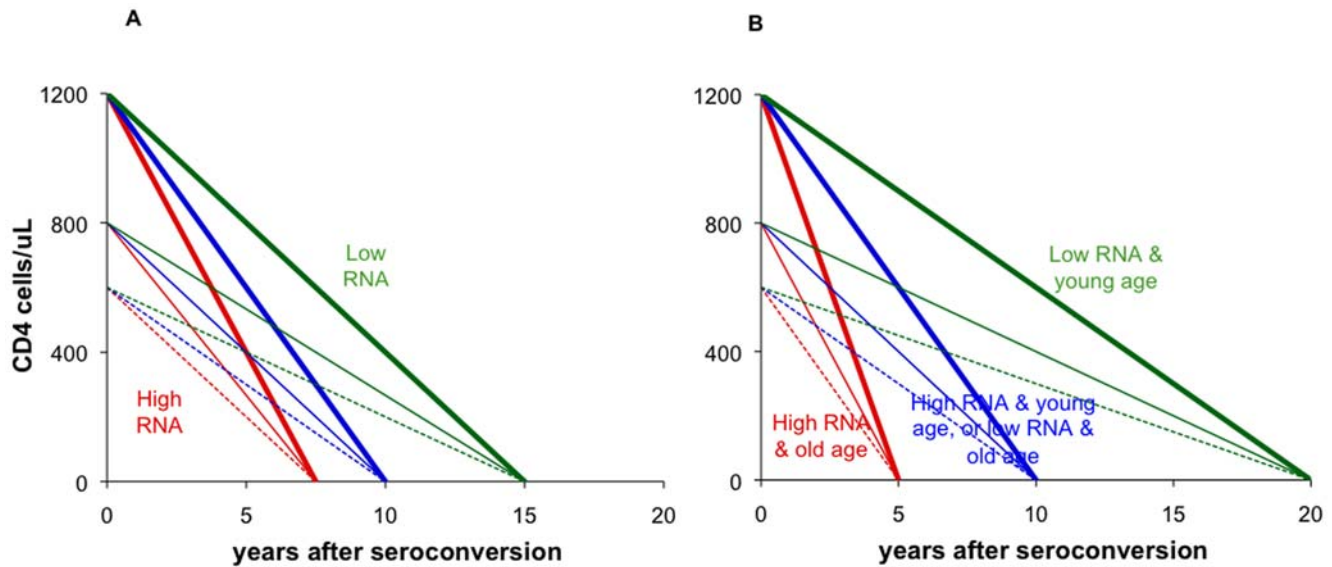 A
B
1200
800
400
0
CD4 cells/uL
Low
RNA
High
RNA
0 5 10 15 20
years after seroconversion
1200
800
400
0
Low RNA &
young age
High RNA
& old age
High RNA & young
age, or low RNA &
old age
0 5 10 15 20
years after seroconversion